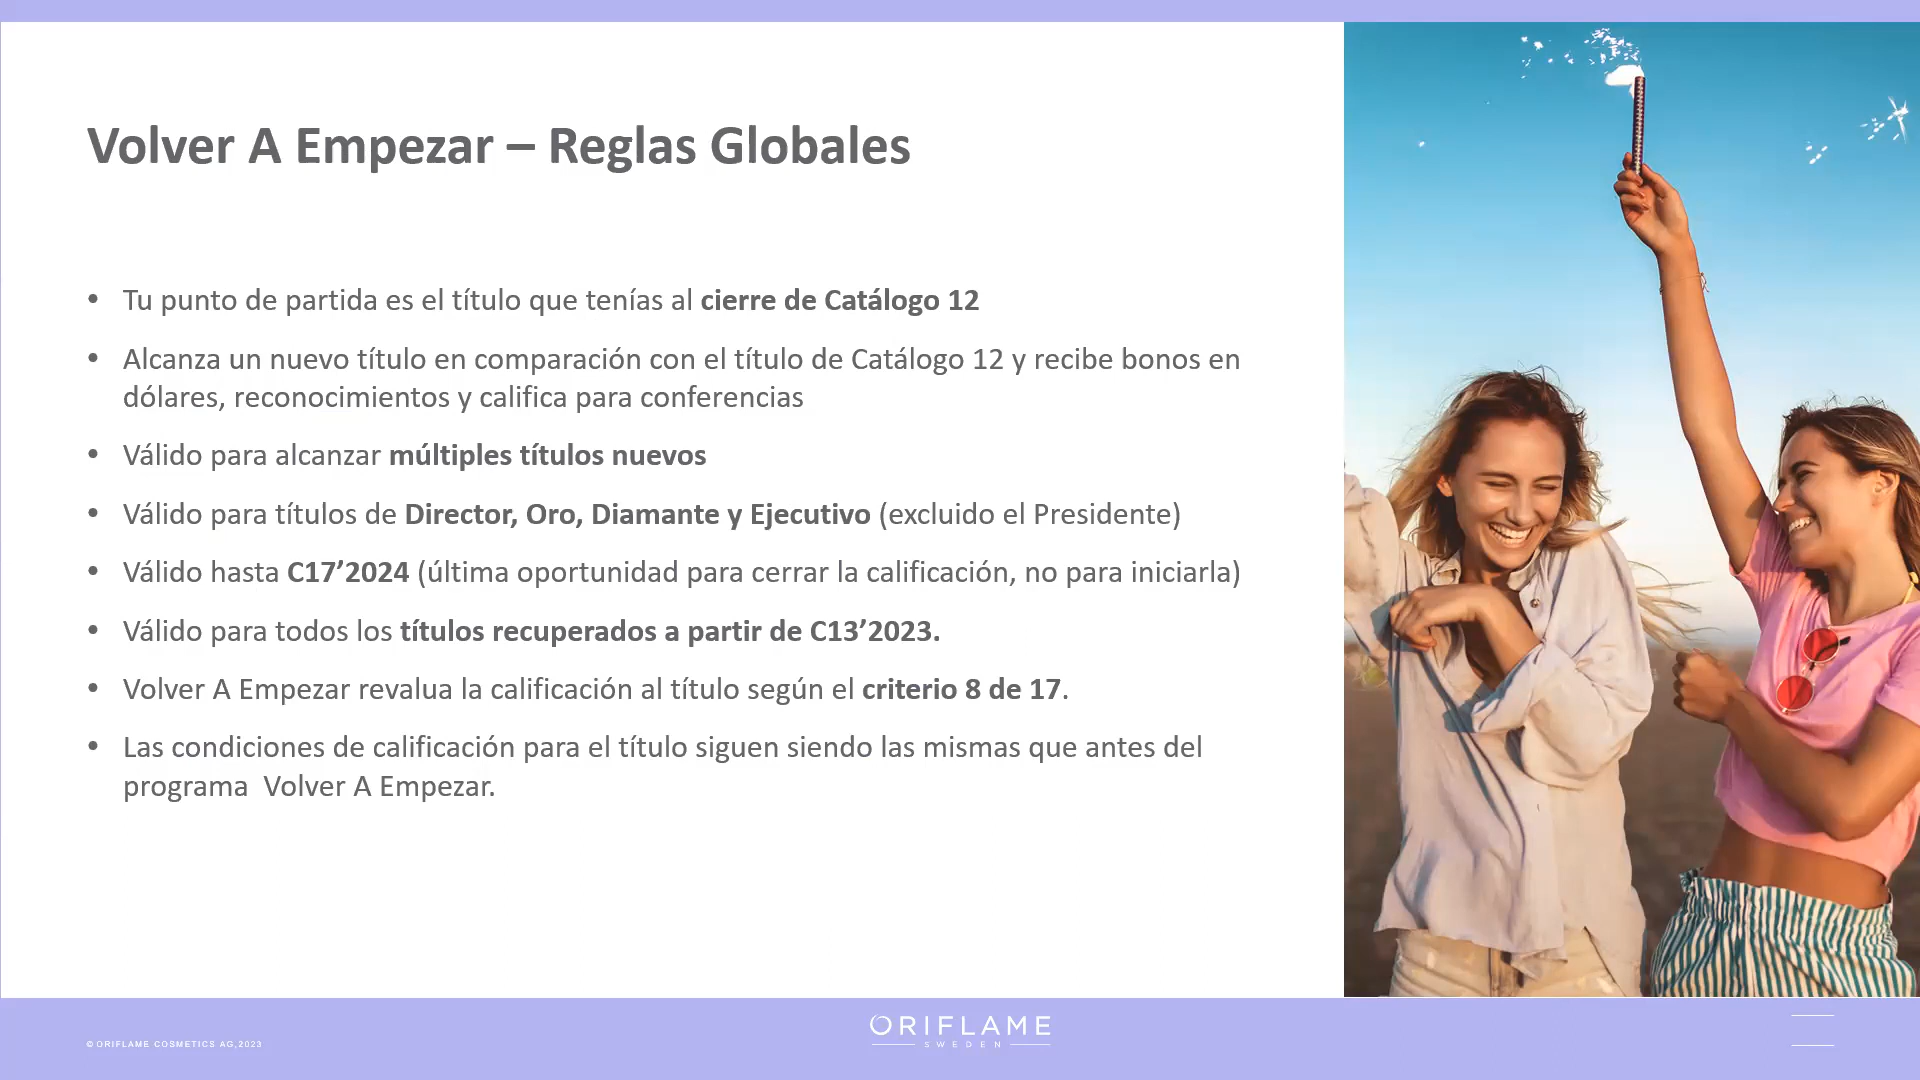 Volver A Empezar – Reglas Globales
• Tu punto de partida es el título que tenías al cierre de Catálogo 12
• Alcanza un nuevo título en comparación con el título de Catálogo 12 y recibe bonos en
dólares, reconocimientos y califica para conferencias
• Válido para alcanzar múltiples títulos nuevos
• Válido para títulos de Director, Oro, Diamante y Ejecutivo (excluido el Presidente)
• Válido hasta C17’2024 (última oportunidad para cerrar la calificación, no para iniciarla)
• Válido para todos los títulos recuperados a partir de C13’2023.
• Volver A Empezar revalua la calificación al título según el criterio 8 de 17.
• Las condiciones de calificación para el título siguen siendo las mismas que antes del
programa  Volver A Empezar.
© ORIFLAME COSMETICS AG,2023
ORIFLAME
SWEDEN